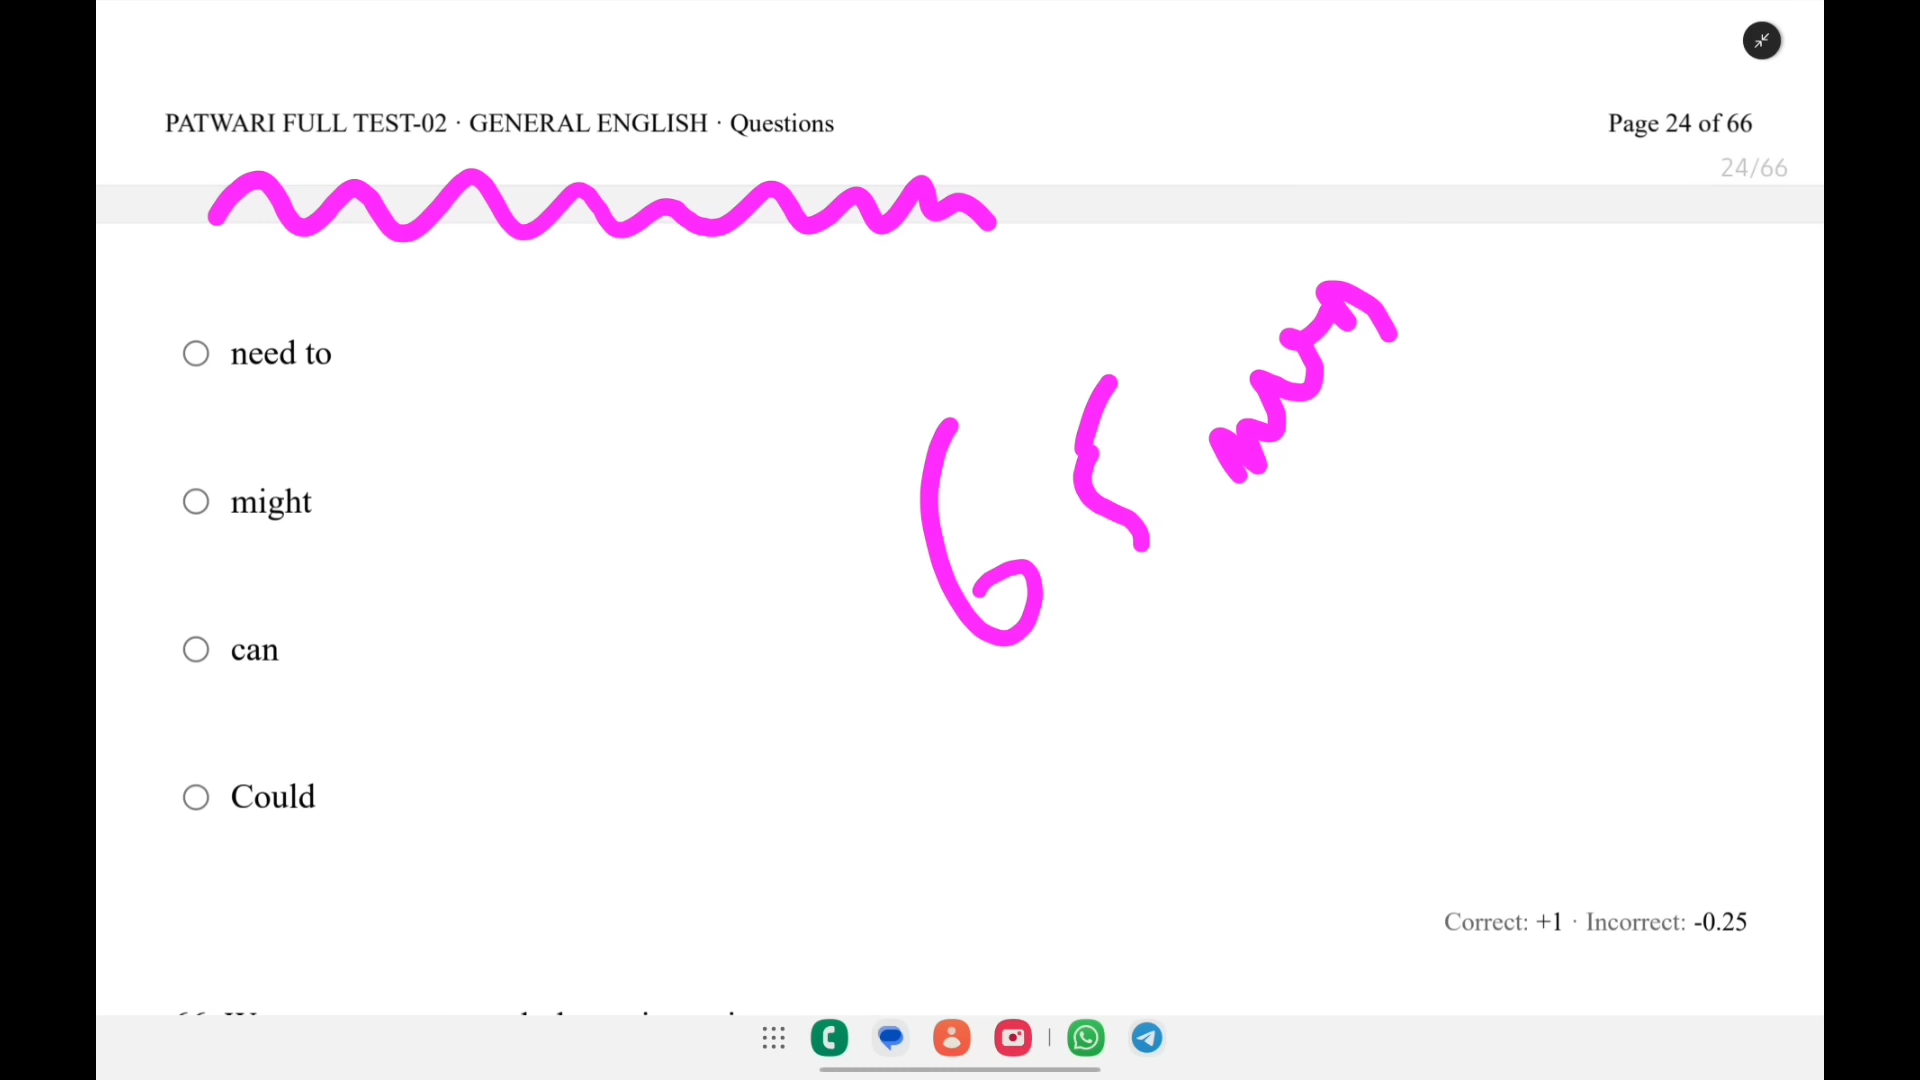 PATWARI FULL TEST-02 · GENERAL ENGLISH · Questions
Page 24 of 66
24/66
need to
might
can
Could
Correct: +1 · Incorrect: -0.25